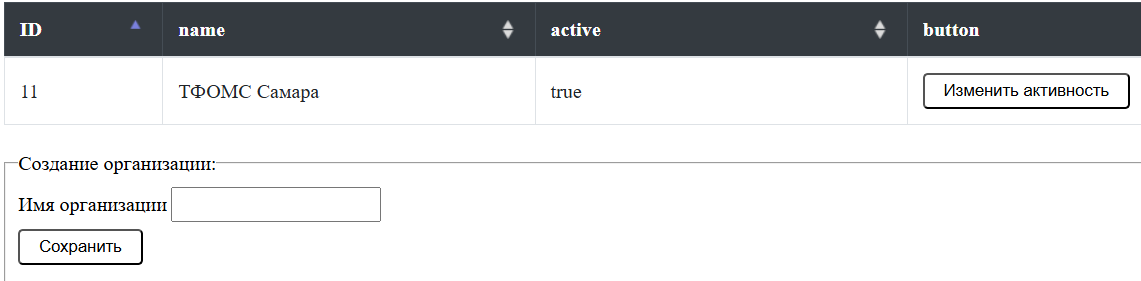 ID name active button
11 ТФОМС Самара true Изменить активность
Создание организации:
Имя организации
Сохранить